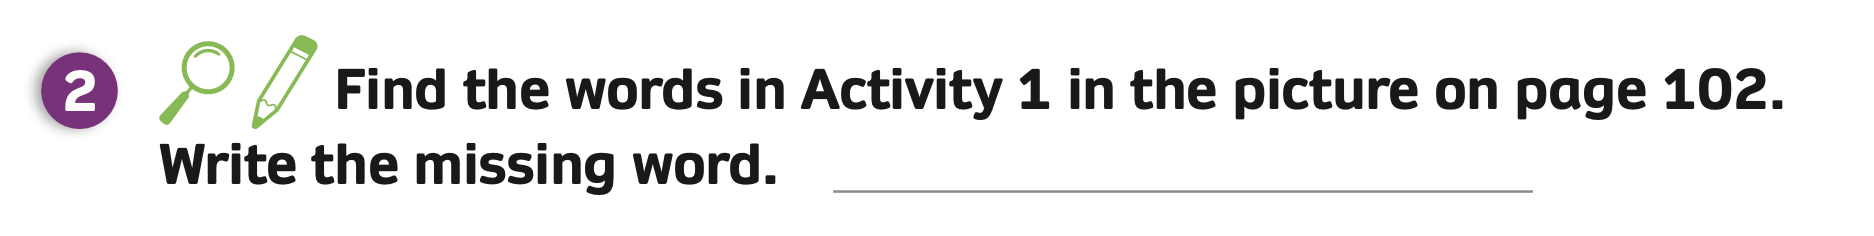 2 Find the words in Activity 1 in the picture on page 102.
Write the missing word.